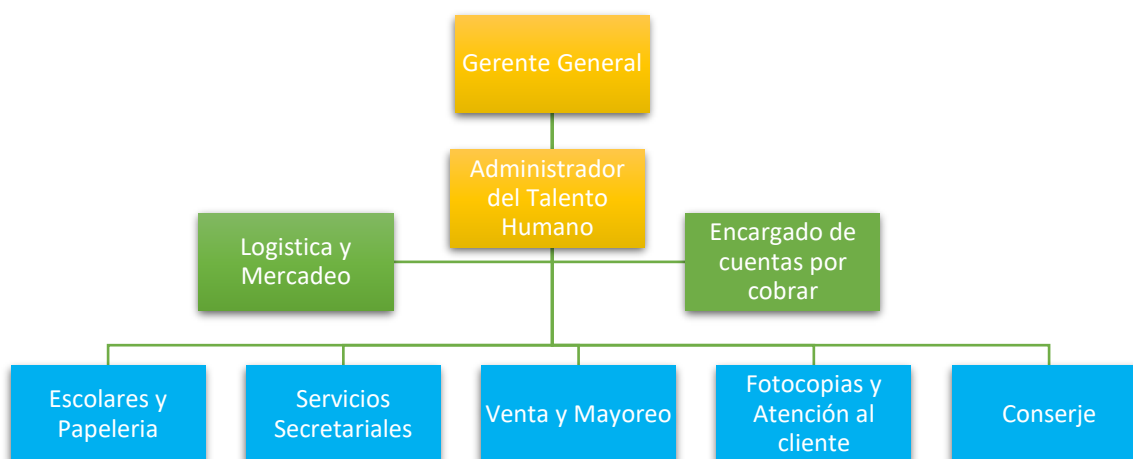 Gerente General
Administrador
del Talento
Humano
Logistica y
Mercadeo
Encargado de
cuentas por
cobrar
Escolares y
Papeleria
Servicios
Secretariales
Venta y Mayoreo
Fotocopias y
Atención al
cliente
Conserje